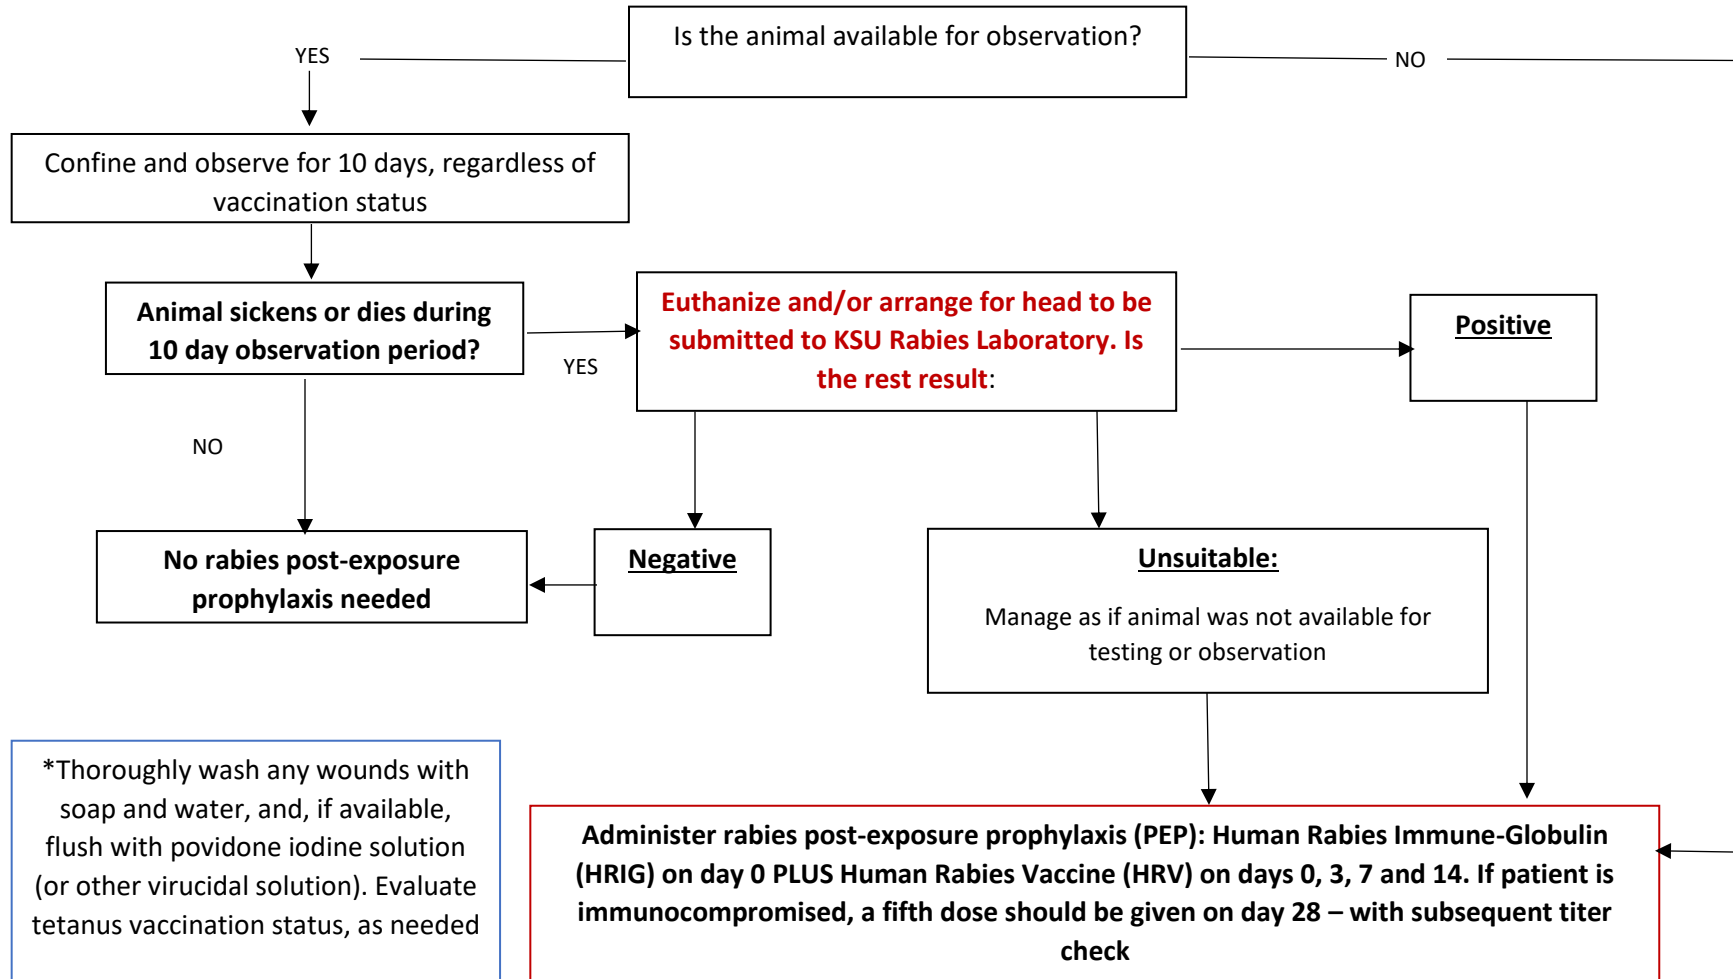 Is the animal available for observation?
YES
NO
Confine and observe for 10 days, regardless of
vaccination status
Animal sickens or dies during
10 day observation period?
YES
Euthanize and/or arrange for head to be
submitted to KSU Rabies Laboratory. Is
the rest result:
Positive
NO
No rabies post-exposure
prophylaxis needed
Negative
Unsuitable:
Manage as if animal was not available for
testing or observation
*Thoroughly wash any wounds with
soap and water, and, if available,
flush with povidone iodine solution
(or other virucidal solution). Evaluate
tetanus vaccination status, as needed
Administer rabies post-exposure prophylaxis (PEP): Human Rabies Immune-Globulin
(HRIG) on day 0 PLUS Human Rabies Vaccine (HRV) on days 0, 3, 7 and 14. If patient is
immunocompromised, a fifth dose should be given on day 28 – with subsequent titer
check